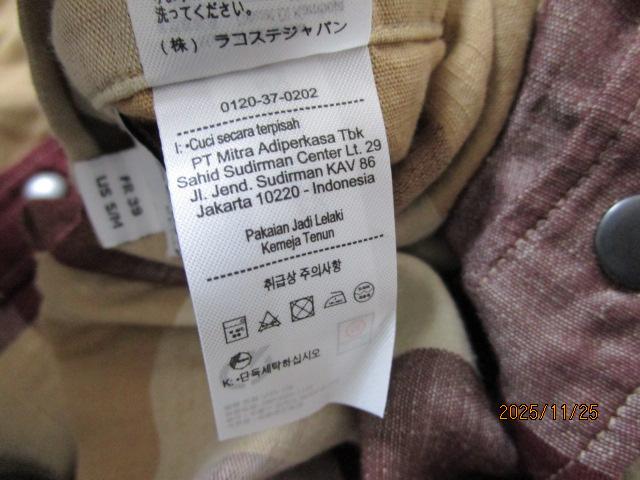 洗ってください。
(株) ラコステジャパン
0120-37-0202
I: •Cuci secara terpisah
PT Mitra Adiperkasa Tbk
Sahid Sudirman Center Lt. 29
Jl. Jend. Sudirman KAV 86
Jakarta 10220 - Indonesia
Pakaian Jadi Lelaki
Kemeja Tenun
취급상 주의사항
K: •단독세탁하십시오
FR 39
US S/M
2025/11/25